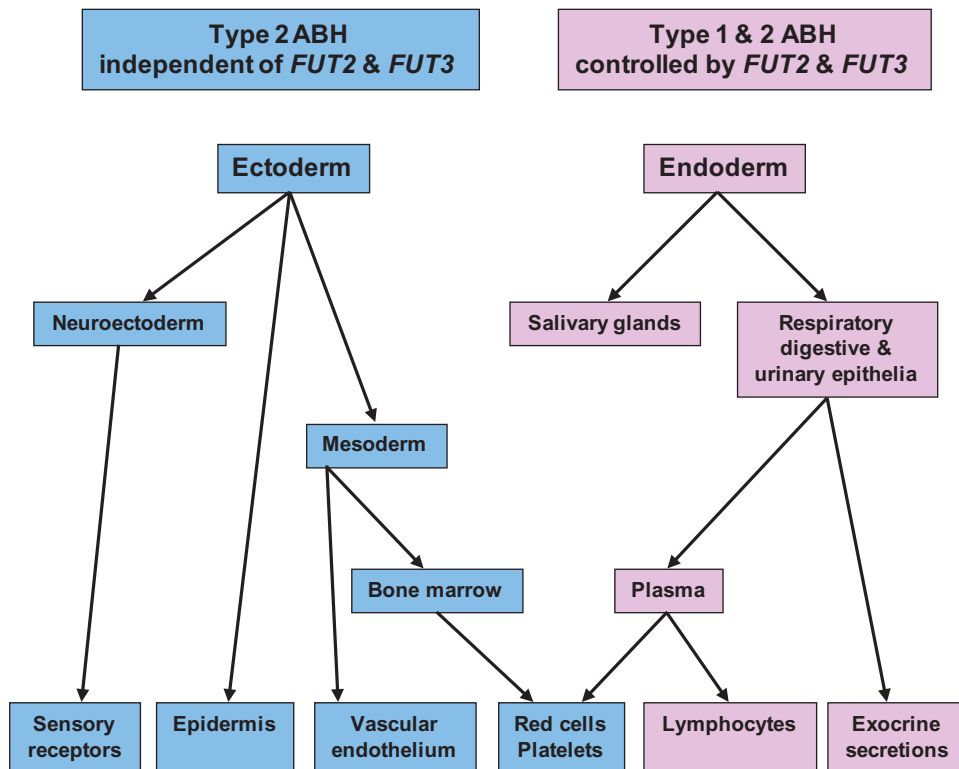 Type 2 ABH
independent of FUT2 & FUT3
Type 1 & 2 ABH
controlled by FUT2 & FUT3
Ectoderm
Endoderm
Neuroectoderm
Salivary glands
Respiratory
digestive &
urinary epithelia
Mesoderm
Bone marrow
Plasma
Sensory
receptors
Epidermis
Vascular
endothelium
Red cells
Platelets
Lymphocytes
Exocrine
secretions